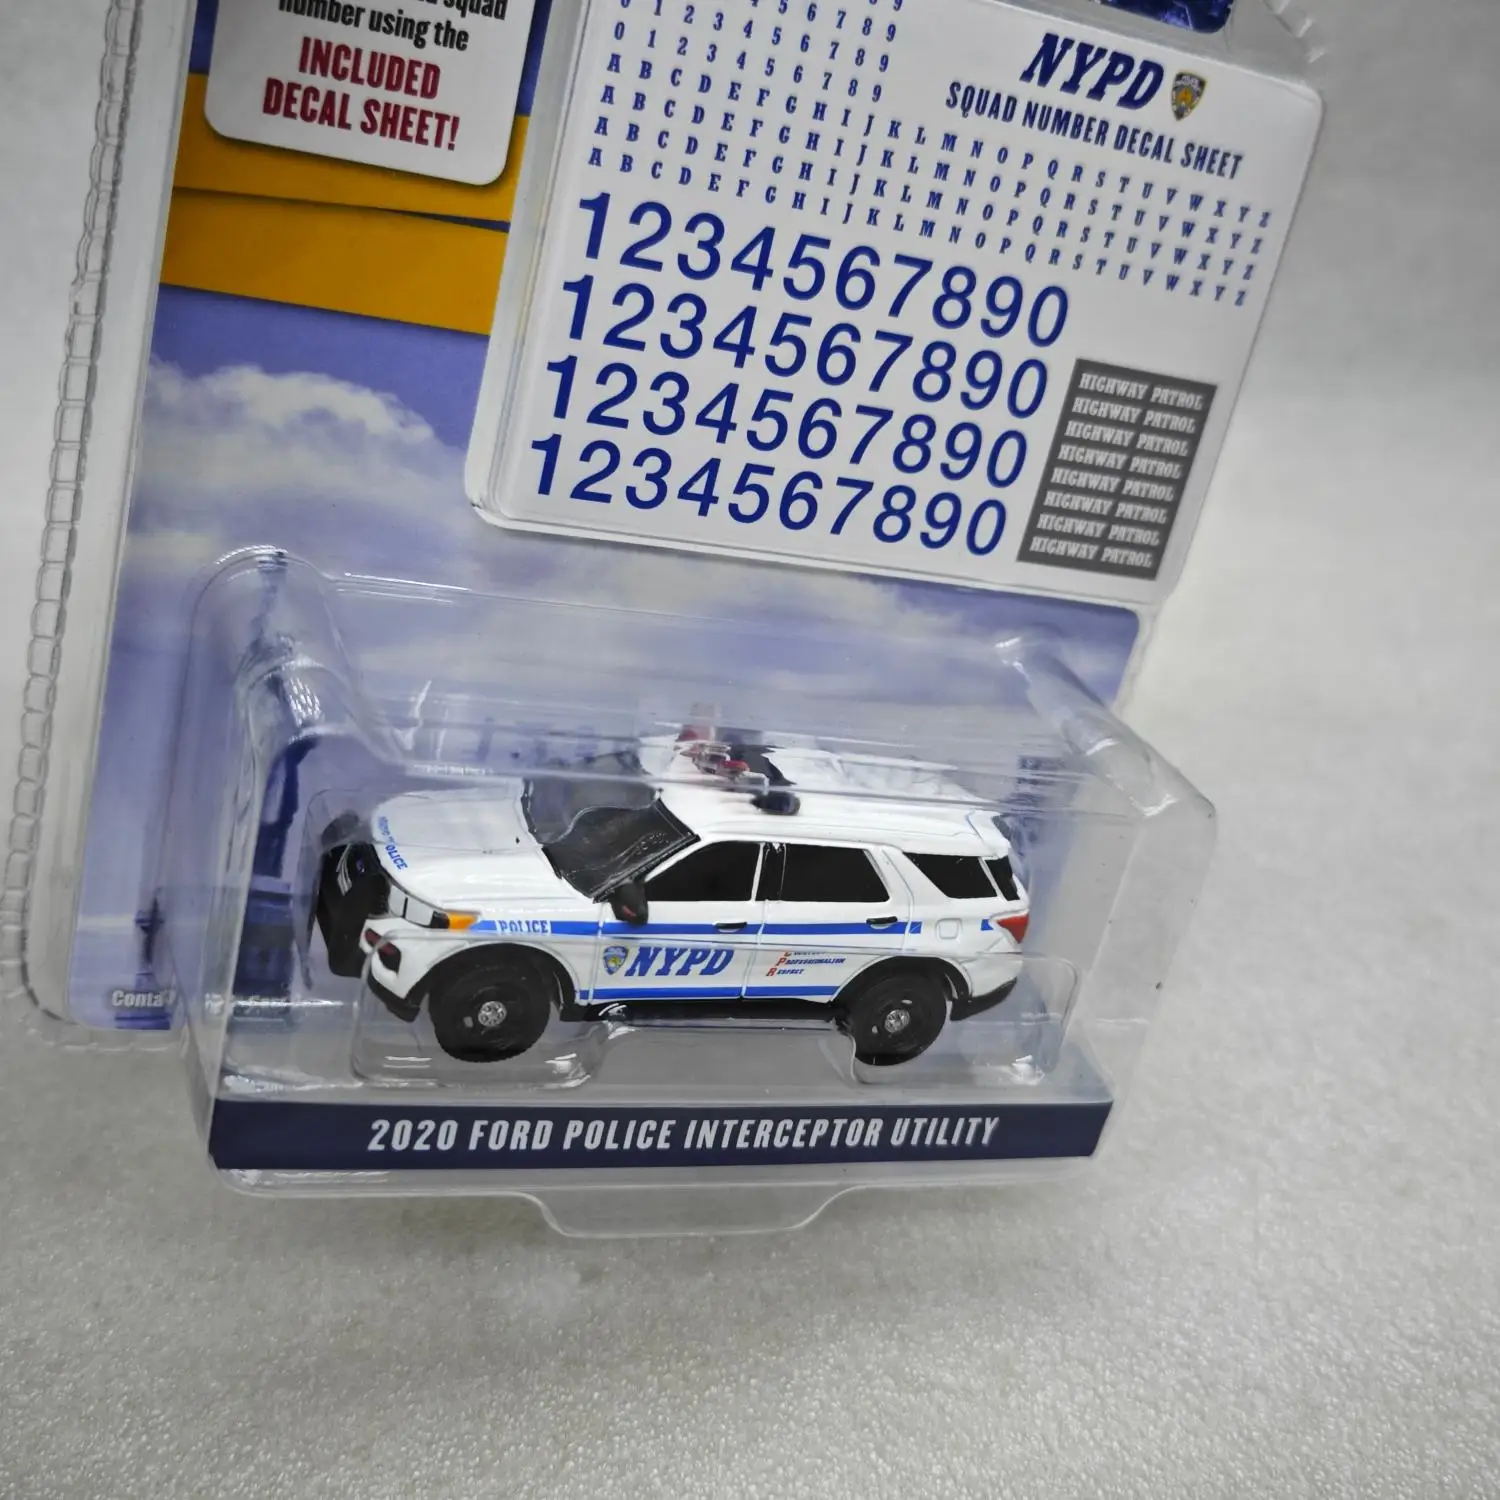 squad
number using the
INCLUDED
DECAL SHEET!
NYPD
SQUAD NUMBER DECAL SHEET
1 2 3 4 5 6 7 8 9
0 1 2 3 4 5 6 7 8 9
A B C D E F G H I J K L M N O P Q R S T U V W X Y Z
A B C D E F G H I J K L M N O P Q R S T U V W X Y Z
A B C D E F G H I J K L M N O P Q R S T U V W X Y Z
A B C D E F G H I J K L M N O P Q R S T U V W X Y Z
1234567890
1234567890
1234567890
1234567890
HIGHWAY PATROL
HIGHWAY PATROL
HIGHWAY PATROL
HIGHWAY PATROL
HIGHWAY PATROL
HIGHWAY PATROL
HIGHWAY PATROL
HIGHWAY PATROL
POLICE
POLICE
NYPD
PROFESSIONALISM
RESPECT
2020 FORD POLICE INTERCEPTOR UTILITY